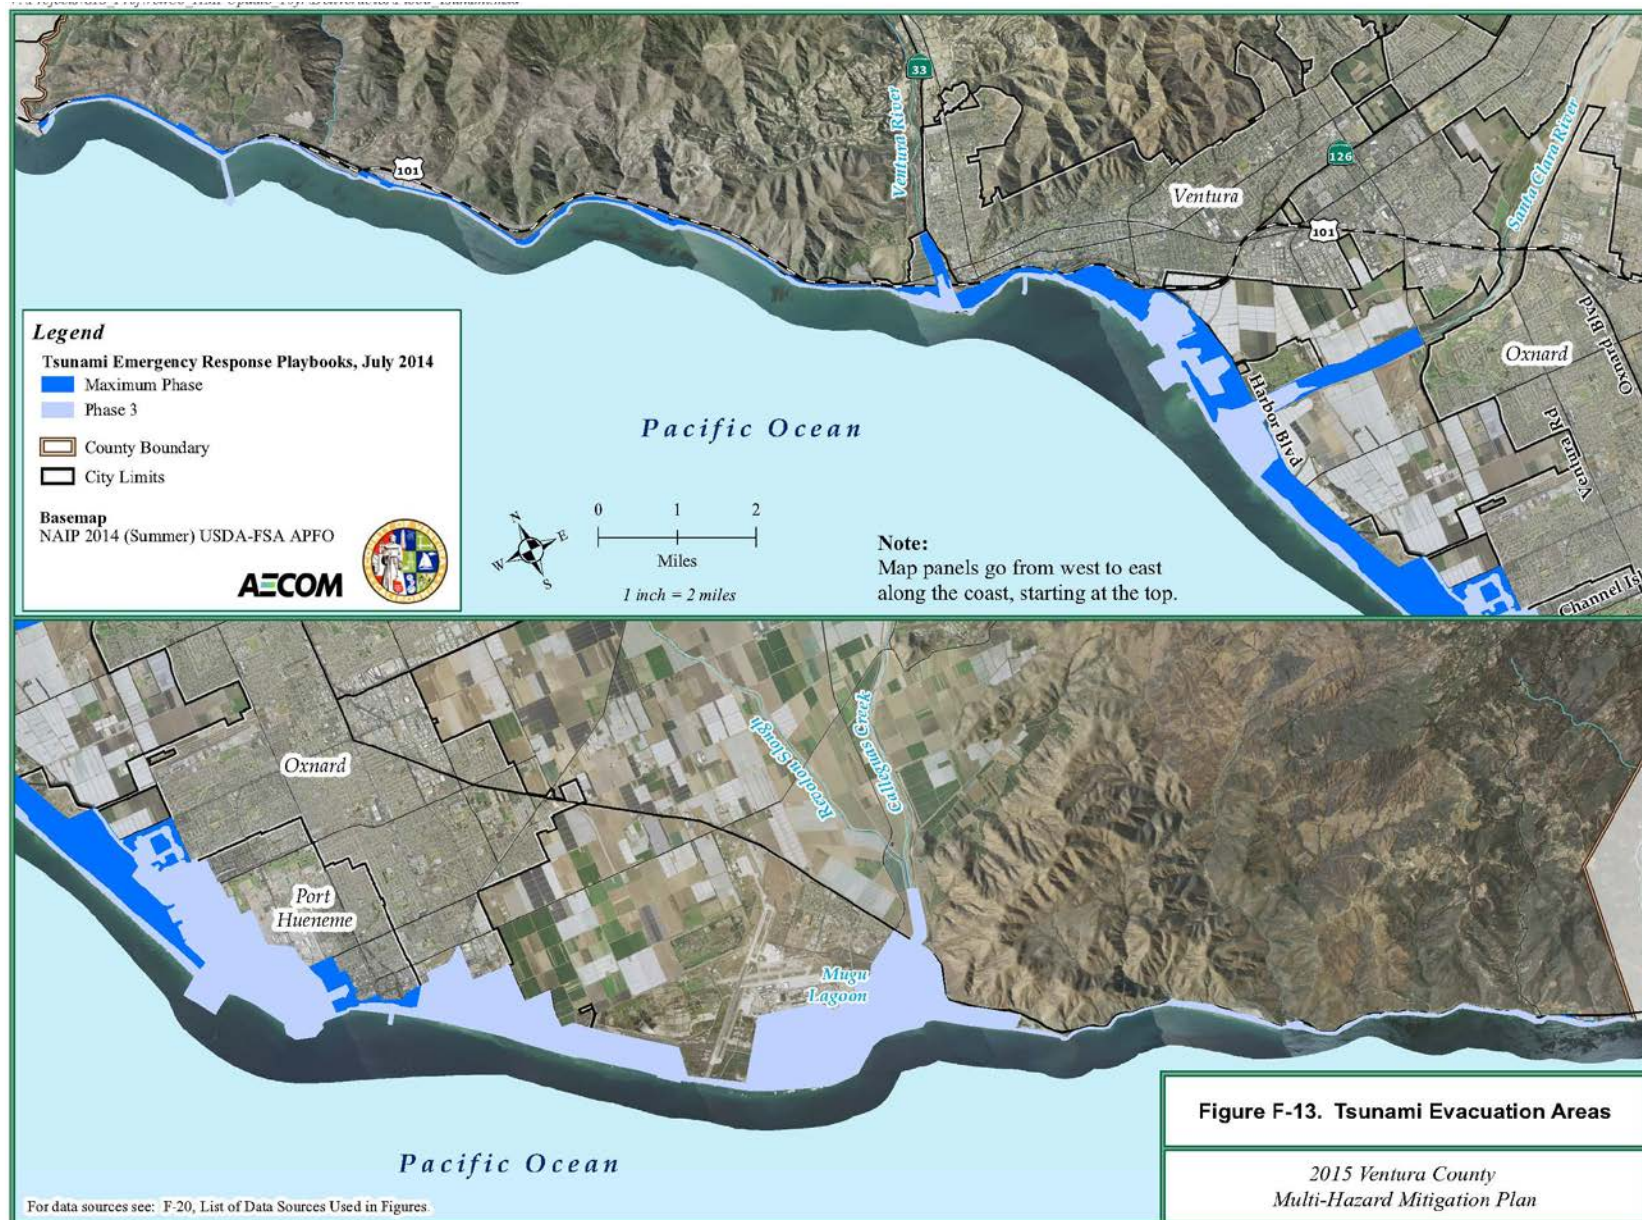 33
Ventura River
101
Ventura
126
101
Santa Clara River
Oxnard
Oxnard Blvd
Ventura Rd
Harbor Blvd
Pacific Ocean
Legend
Tsunami Emergency Response Playbooks, July 2014
Maximum Phase
Phase 3
County Boundary
City Limits
Basemap
NAIP 2014 (Summer) USDA-FSA APFO
AECOM
N
E
W
S
0 1 2
Miles
1 inch = 2 miles
Note:
Map panels go from west to east
along the coast, starting at the top.
Channel Isl
Oxnard
Port
Hueneme
Revolon Slough
Calleguas Creek
Mugu
Lagoon
Pacific Ocean
For data sources see: F-20, List of Data Sources Used in Figures.
Figure F-13. Tsunami Evacuation Areas
2015 Ventura County
Multi-Hazard Mitigation Plan